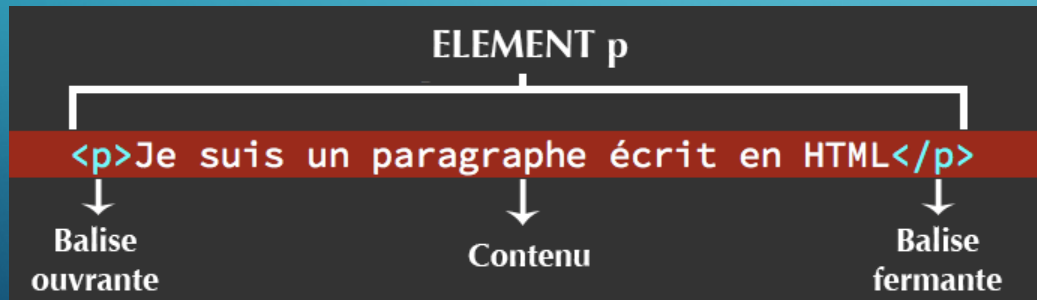 ELEMENT p
<p>Je suis un paragraphe écrit en HTML</p>
Balise
ouvrante
Contenu
Balise
fermante